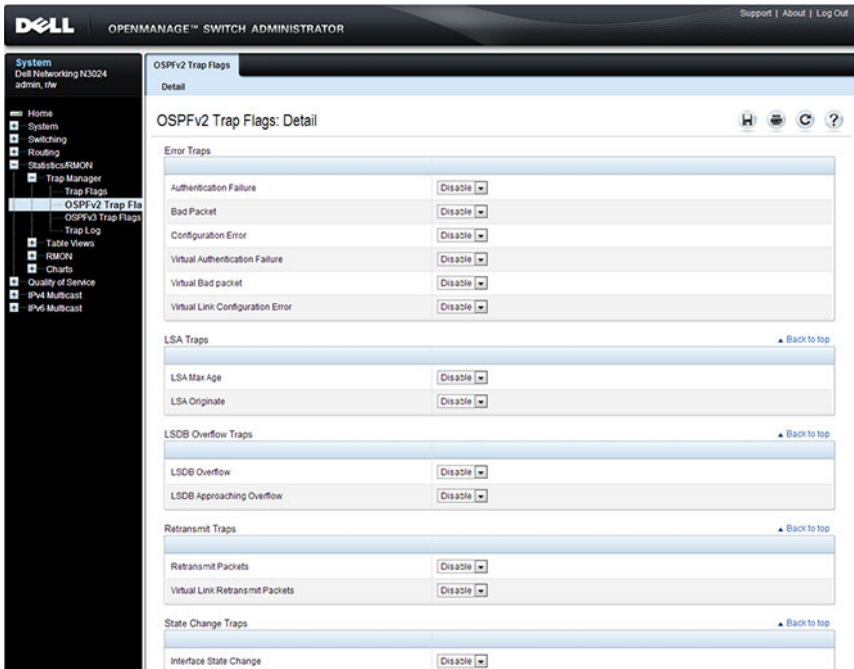 Support | About | Log Out
DELL OPENMANAGE™ SWITCH ADMINISTRATOR
System
Dell Networking N3024
admin, r/w
Home
System
Switching
Routing
Statistics/RMON
Trap Manager
Trap Flags
OSPFv2 Trap Fla
OSPFv3 Trap Flags
Trap Log
Table Views
RMON
Charts
Quality of Service
IPv4 Multicast
IPv6 Multicast
OSPFv2 Trap Flags
Detail
OSPFv2 Trap Flags: Detail
Error Traps
Authentication Failure Disable
Bad Packet Disable
Configuration Error Disable
Virtual Authentication Failure Disable
Virtual Bad packet Disable
Virtual Link Configuration Error Disable
LSA Traps ▲ Back to top
LSA Max Age Disable
LSA Originate Disable
LSDB Overflow Traps ▲ Back to top
LSDB Overflow Disable
LSDB Approaching Overflow Disable
Retransmit Traps ▲ Back to top
Retransmit Packets Disable
Virtual Link Retransmit Packets Disable
State Change Traps ▲ Back to top
Interface State Change Disable